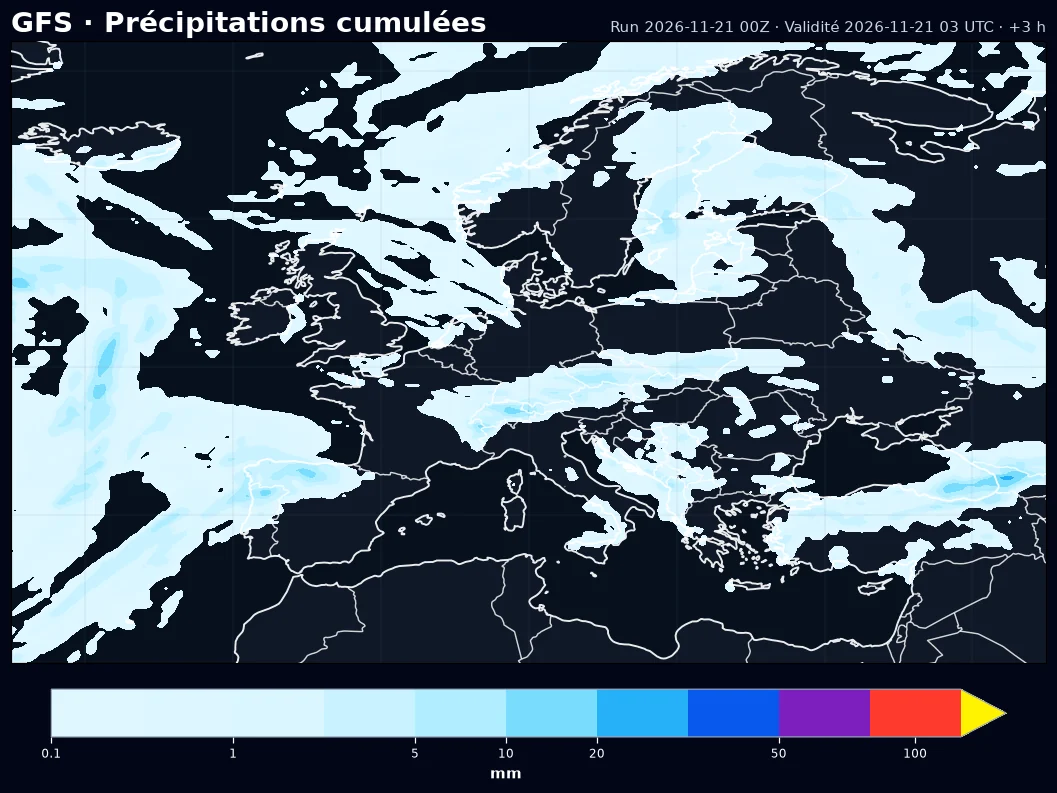 GFS · Précipitations cumulées
Run 2026-11-21 00Z · Validité 2026-11-21 03 UTC · +3 h
0.1 1 5 10 20 50 100
mm